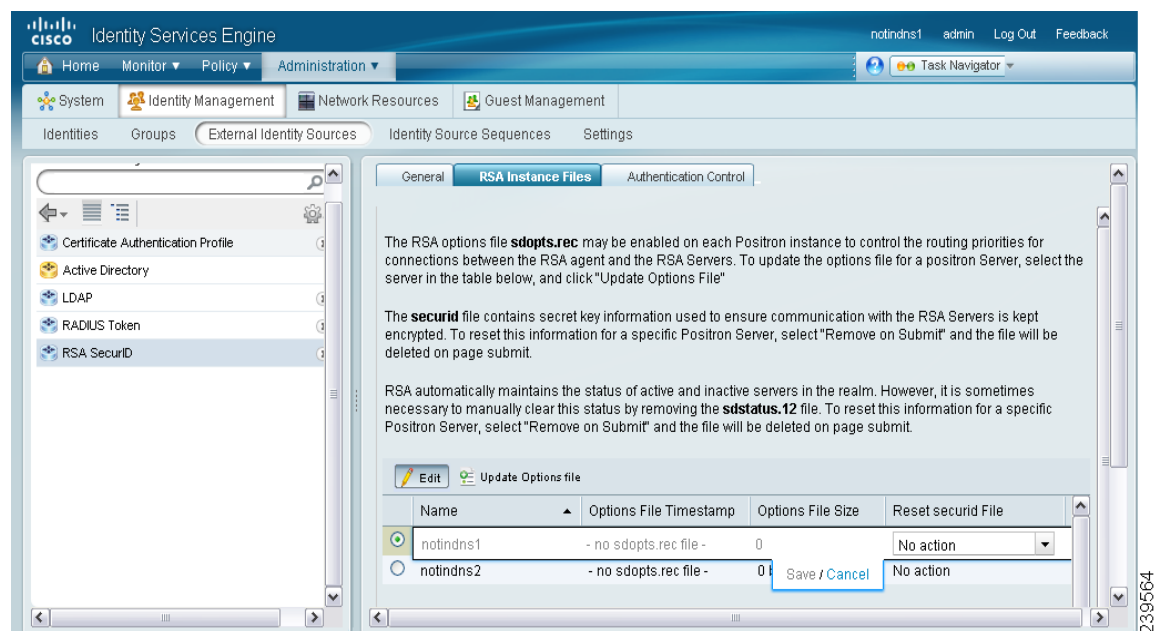 CISCO Identity Services Engine
notindns1 admin Log Out Feedback
Home Monitor Policy Administration
Task Navigator
System Identity Management Network Resources Guest Management
Identities Groups External Identity Sources Identity Source Sequences Settings
Certificate Authentication Profile
Active Directory
LDAP
RADIUS Token
RSA SecurID
General RSA Instance Files Authentication Control
The RSA options file sdopts.rec may be enabled on each Positron instance to control the routing priorities for
connections between the RSA agent and the RSA Servers. To update the options file for a positron Server, select the
server in the table below, and click "Update Options File"
The securid file contains secret key information used to ensure communication with the RSA Servers is kept
encrypted. To reset this information for a specific Positron Server, select "Remove on Submit" and the file will be
deleted on page submit.
RSA automatically maintains the status of active and inactive servers in the realm. However, it is sometimes
necessary to manually clear this status by removing the sdstatus.12 file. To reset this information for a specific
Positron Server, select "Remove on Submit" and the file will be deleted on page submit.
Edit Update Options file
Name Options File Timestamp Options File Size Reset securid File
notindns1 - no sdopts.rec file - 0 No action
notindns2 - no sdopts.rec file - 0 No action
Save / Cancel
239564